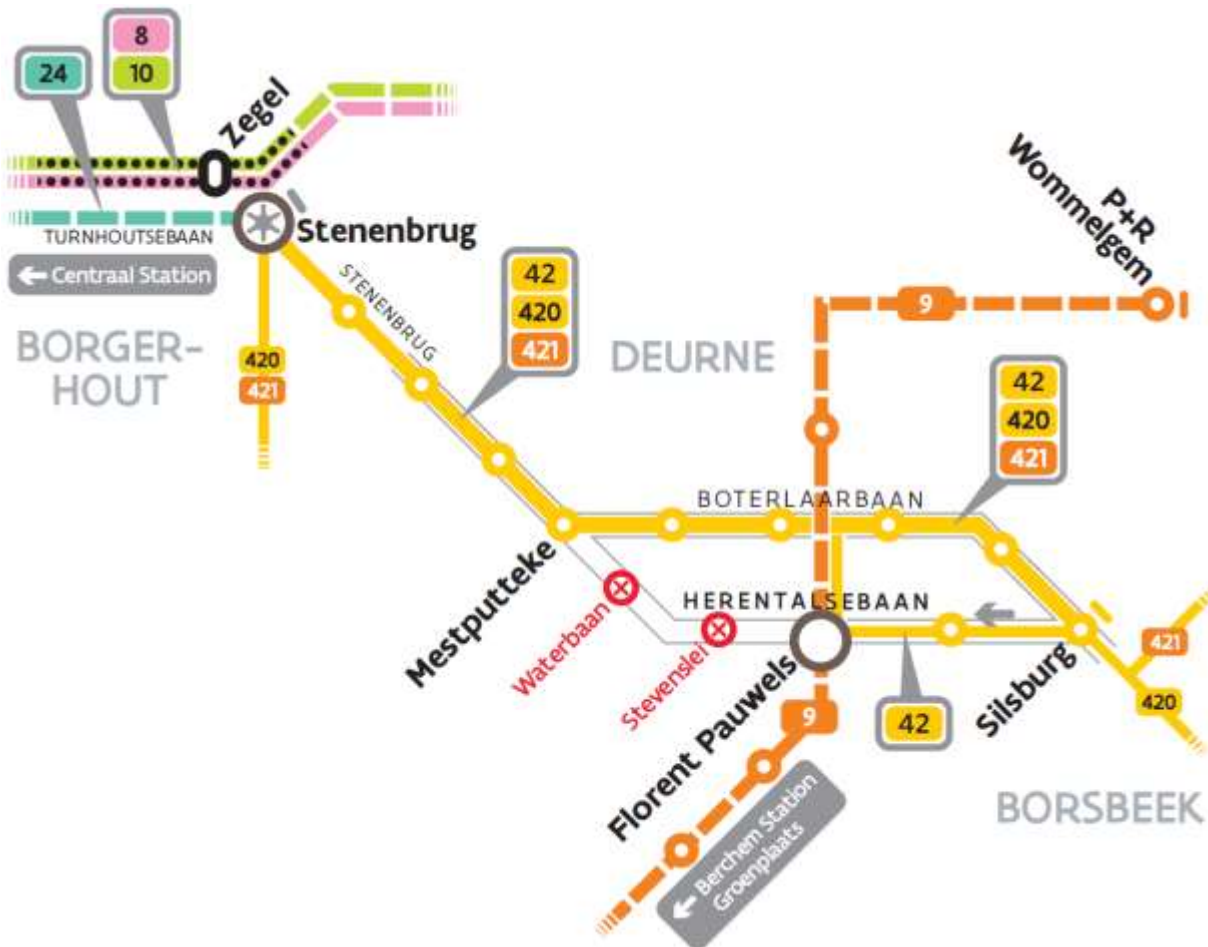 8
10
24
Zegel
P+R
Wommelgem
TURNHOUTSEBAAN
Stenenbrug
← Centraal Station
STENENBRUG
42
420
421
9
BORGER-
HOUT
420
421
DEURNE
42
420
421
BOTERLAARBAAN
Mestputteke
HERENTALSEBAAN
Waterbaan
Stevenslei
Florent Pauwels
9
42
Silsburg
421
420
← Berchem Station
Groenplaats
BORSBEEK